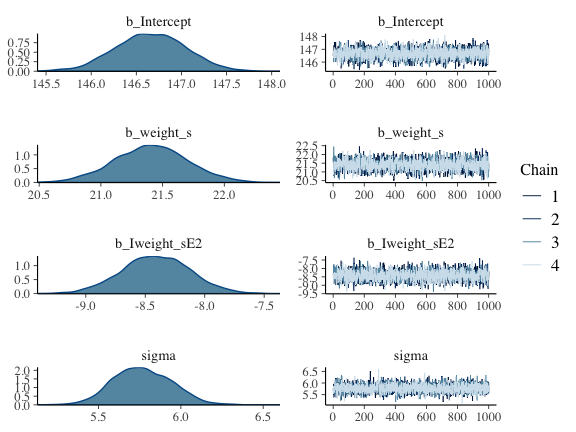 b_Intercept
0.75
0.50
0.25
0.00
145.5 146.0 146.5 147.0 147.5 148.0
b_Intercept
148
147
146
0 200 400 600 800 1000
b_weight_s
1.0
0.5
0.0
20.5 21.0 21.5 22.0
b_weight_s
22.5
22.0
21.5
21.0
20.5
0 200 400 600 800 1000
b_Iweight_sE2
1.0
0.5
0.0
-9.0 -8.5 -8.0 -7.5
b_Iweight_sE2
-7.5
-8.0
-8.5
-9.0
-9.5
0 200 400 600 800 1000
sigma
2.0
1.5
1.0
0.5
0.0
5.5 6.0 6.5
sigma
6.5
6.0
5.5
0 200 400 600 800 1000
Chain
1
2
3
4